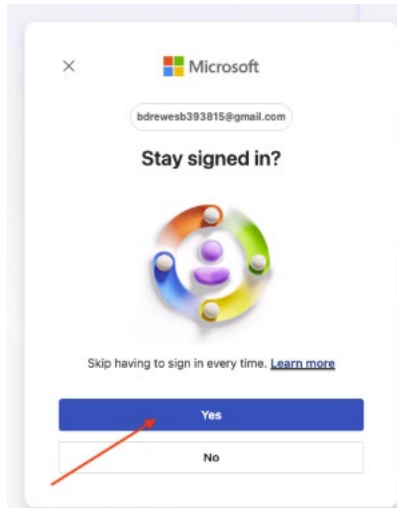 Microsoft
bdrewesb393815@gmail.com
Stay signed in?
Skip having to sign in every time. Learn more
Yes
No